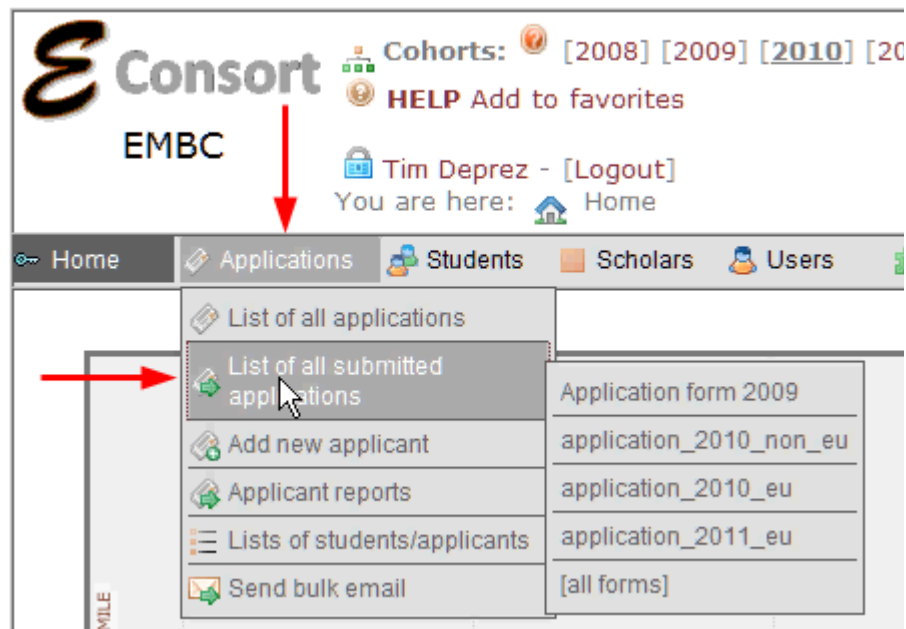 E Consort
EMBC
Cohorts: [2008] [2009] [2010] [20
HELP Add to favorites
Tim Deprez - [Logout]
You are here: Home
Home Applications Students Scholars Users
List of all applications
List of all submitted
applications
Add new applicant
Applicant reports
Lists of students/applicants
Send bulk email
Application form 2009
application_2010_non_eu
application_2010_eu
application_2011_eu
[all forms]
MILE